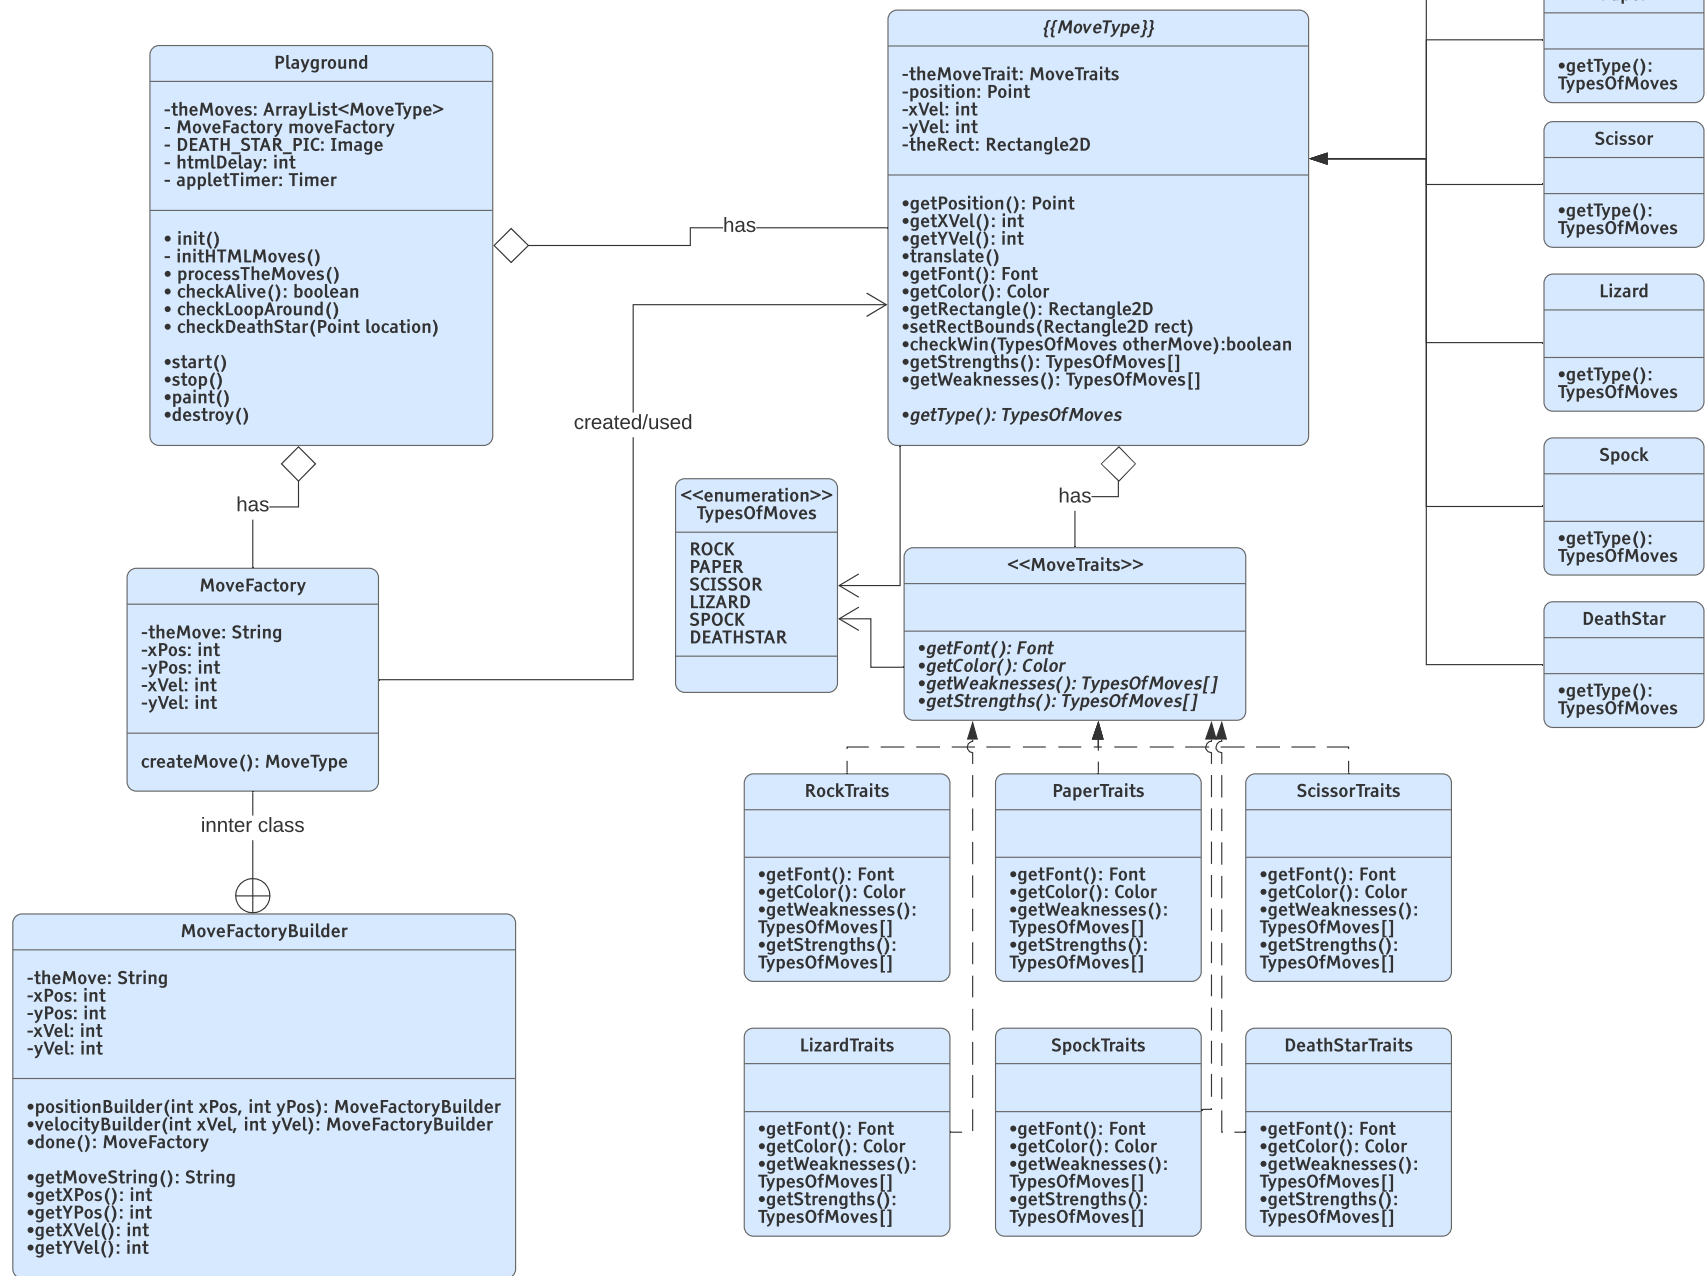 Playground
-theMoves: ArrayList<MoveType>
- MoveFactory moveFactory
- DEATH_STAR_PIC: Image
- htmlDelay: int
- appletTimer: Timer
• init()
- initHTMLMoves()
• processTheMoves()
• checkAlive(): boolean
• checkLoopAround()
• checkDeathStar(Point location)
•start()
•stop()
•paint()
•destroy()
has
has
created/used
MoveFactory
-theMove: String
-xPos: int
-yPos: int
-xVel: int
-yVel: int
createMove(): MoveType
innter class
MoveFactoryBuilder
-theMove: String
-xPos: int
-yPos: int
-xVel: int
-yVel: int
•positionBuilder(int xPos, int yPos): MoveFactoryBuilder
•velocityBuilder(int xVel, int yVel): MoveFactoryBuilder
•done(): MoveFactory
•getMoveString(): String
•getXPos(): int
•getYPos(): int
•getXVel(): int
•getYVel(): int
{{MoveType}}
-theMoveTrait: MoveTraits
-position: Point
-xVel: int
-yVel: int
-theRect: Rectangle2D
•getPosition(): Point
•getXVel(): int
•getYVel(): int
•translate()
•getFont(): Font
•getColor(): Color
•getRectangle(): Rectangle2D
•setRectBounds(Rectangle2D rect)
•checkWin(TypesOfMoves otherMove):boolean
•getStrengths(): TypesOfMoves[]
•getWeaknesses(): TypesOfMoves[]
•getType(): TypesOfMoves
has
<<enumeration>>
TypesOfMoves
ROCK
PAPER
SCISSOR
LIZARD
SPOCK
DEATHSTAR
<<MoveTraits>>
•getFont(): Font
•getColor(): Color
•getWeaknesses(): TypesOfMoves[]
•getStrengths(): TypesOfMoves[]
RockTraits
•getFont(): Font
•getColor(): Color
•getWeaknesses():
TypesOfMoves[]
•getStrengths():
TypesOfMoves[]
PaperTraits
•getFont(): Font
•getColor(): Color
•getWeaknesses():
TypesOfMoves[]
•getStrengths():
TypesOfMoves[]
ScissorTraits
•getFont(): Font
•getColor(): Color
•getWeaknesses():
TypesOfMoves[]
•getStrengths():
TypesOfMoves[]
LizardTraits
•getFont(): Font
•getColor(): Color
•getWeaknesses():
TypesOfMoves[]
•getStrengths():
TypesOfMoves[]
SpockTraits
•getFont(): Font
•getColor(): Color
•getWeaknesses():
TypesOfMoves[]
•getStrengths():
TypesOfMoves[]
DeathStarTraits
•getFont(): Font
•getColor(): Color
•getWeaknesses():
TypesOfMoves[]
•getStrengths():
TypesOfMoves[]
•getType():
TypesOfMoves
Scissor
•getType():
TypesOfMoves
Lizard
•getType():
TypesOfMoves
Spock
•getType():
TypesOfMoves
DeathStar
•getType():
TypesOfMoves